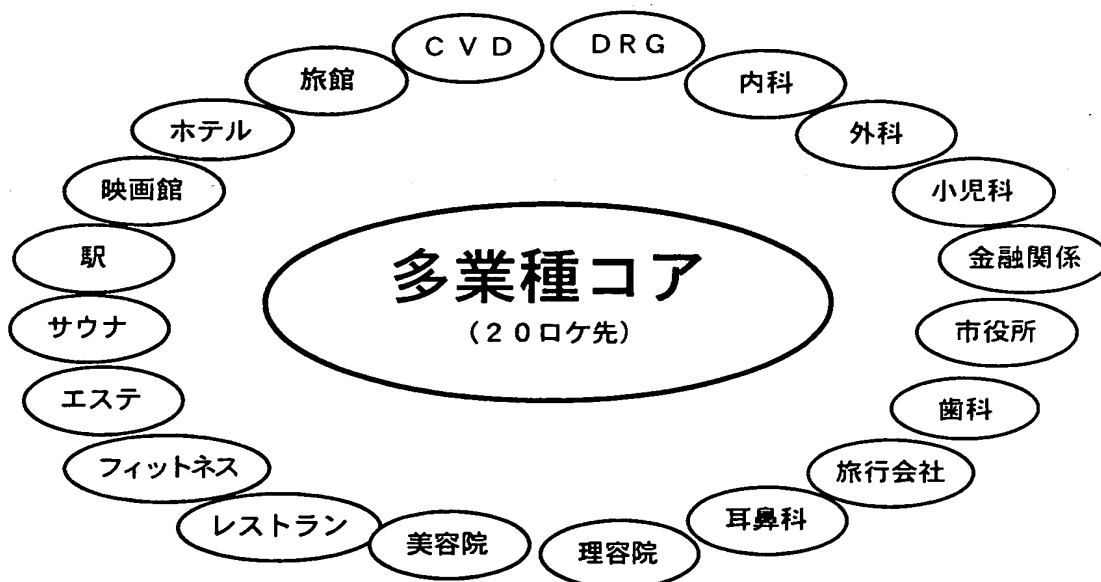 CVD
DRG
内科
外科
小児科
金融関係
市役所
歯科
旅行会社
耳鼻科
理容院
美容院
レストラン
フィットネス
エステ
サウナ
駅
映画館
ホテル
旅館
多業種コア
(20ロケ先)